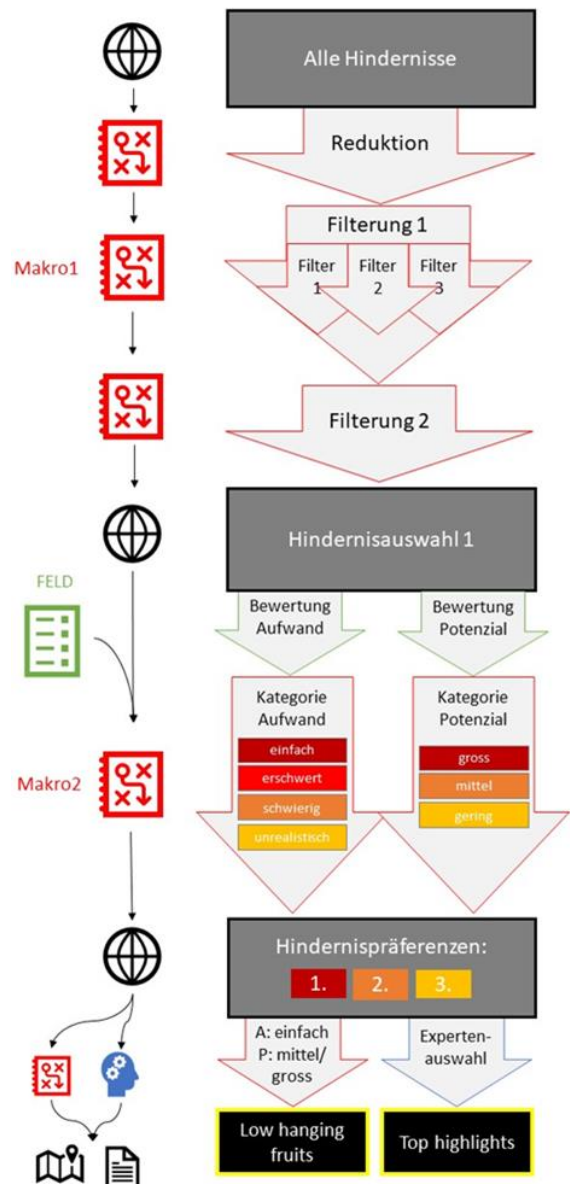 Alle Hindernisse
Reduktion
Filterung 1
Makro1
Filter
1
Filter
2
Filter
3
Filterung 2
Hindernisauswahl 1
FELD
Bewertung
Aufwand
Bewertung
Potenzial
Kategorie
Aufwand
einfach
erschwert
schwierig
unrealistisch
Kategorie
Potenzial
gross
mittel
gering
Makro2
Hindernispräferenzen:
1. 2. 3.
A: einfach
P: mittel/
gross
Experten-
auswahl
Low hanging
fruits
Top highlights